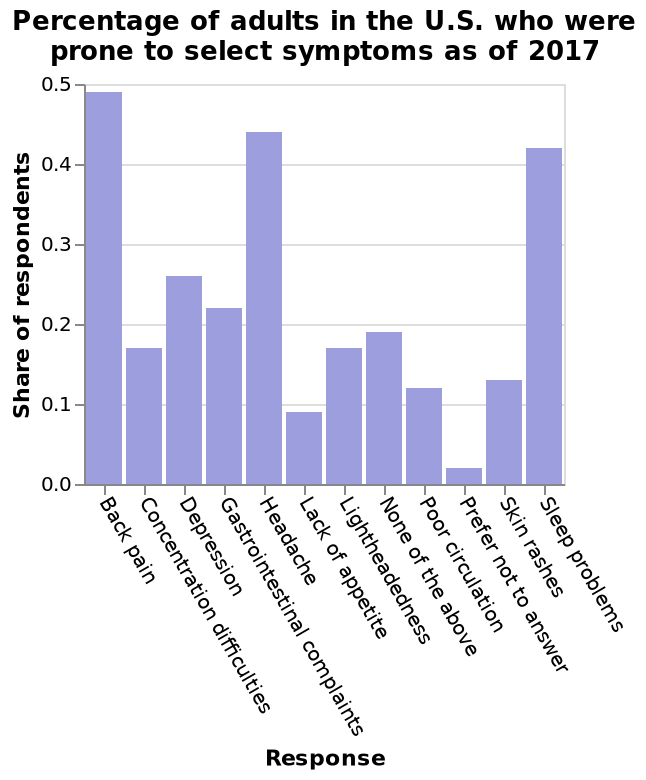 Percentage of adults in the U.S. who were
prone to select symptoms as of 2017
Share of respondents
0.5
0.4
0.3
0.2
0.1
0.0
Back pain
Concentration difficulties
Depression
Gastrointestinal complaints
Headache
Lack of appetite
Lightheadedness
None of the above
Poor circulation
Prefer not to answer
Skin rashes
Sleep problems
Response